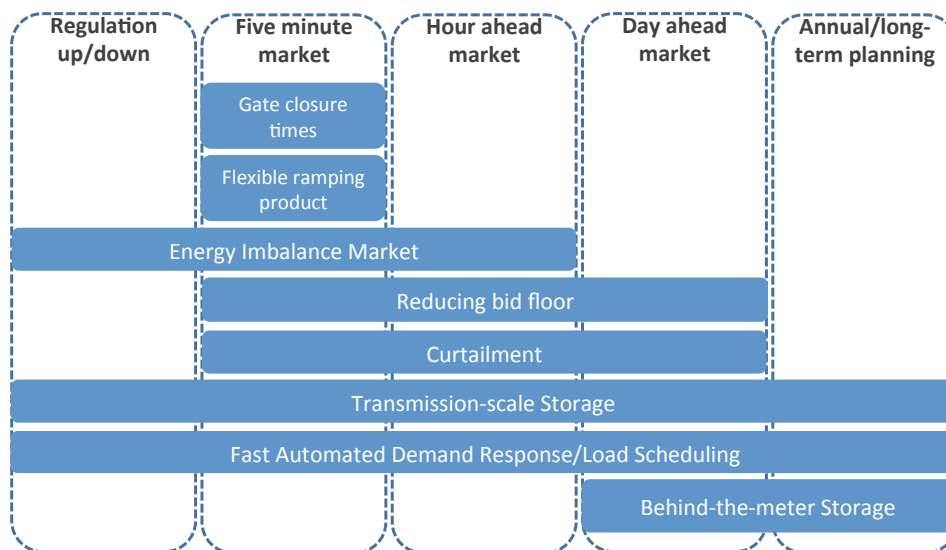 Regulation
up/down
Five minute
market
Hour ahead
market
Day ahead
market
Annual/long-
term planning
Gate closure
times
Flexible ramping
product
Energy Imbalance Market
Reducing bid floor
Curtailment
Transmission-scale Storage
Fast Automated Demand Response/Load Scheduling
Behind-the-meter Storage